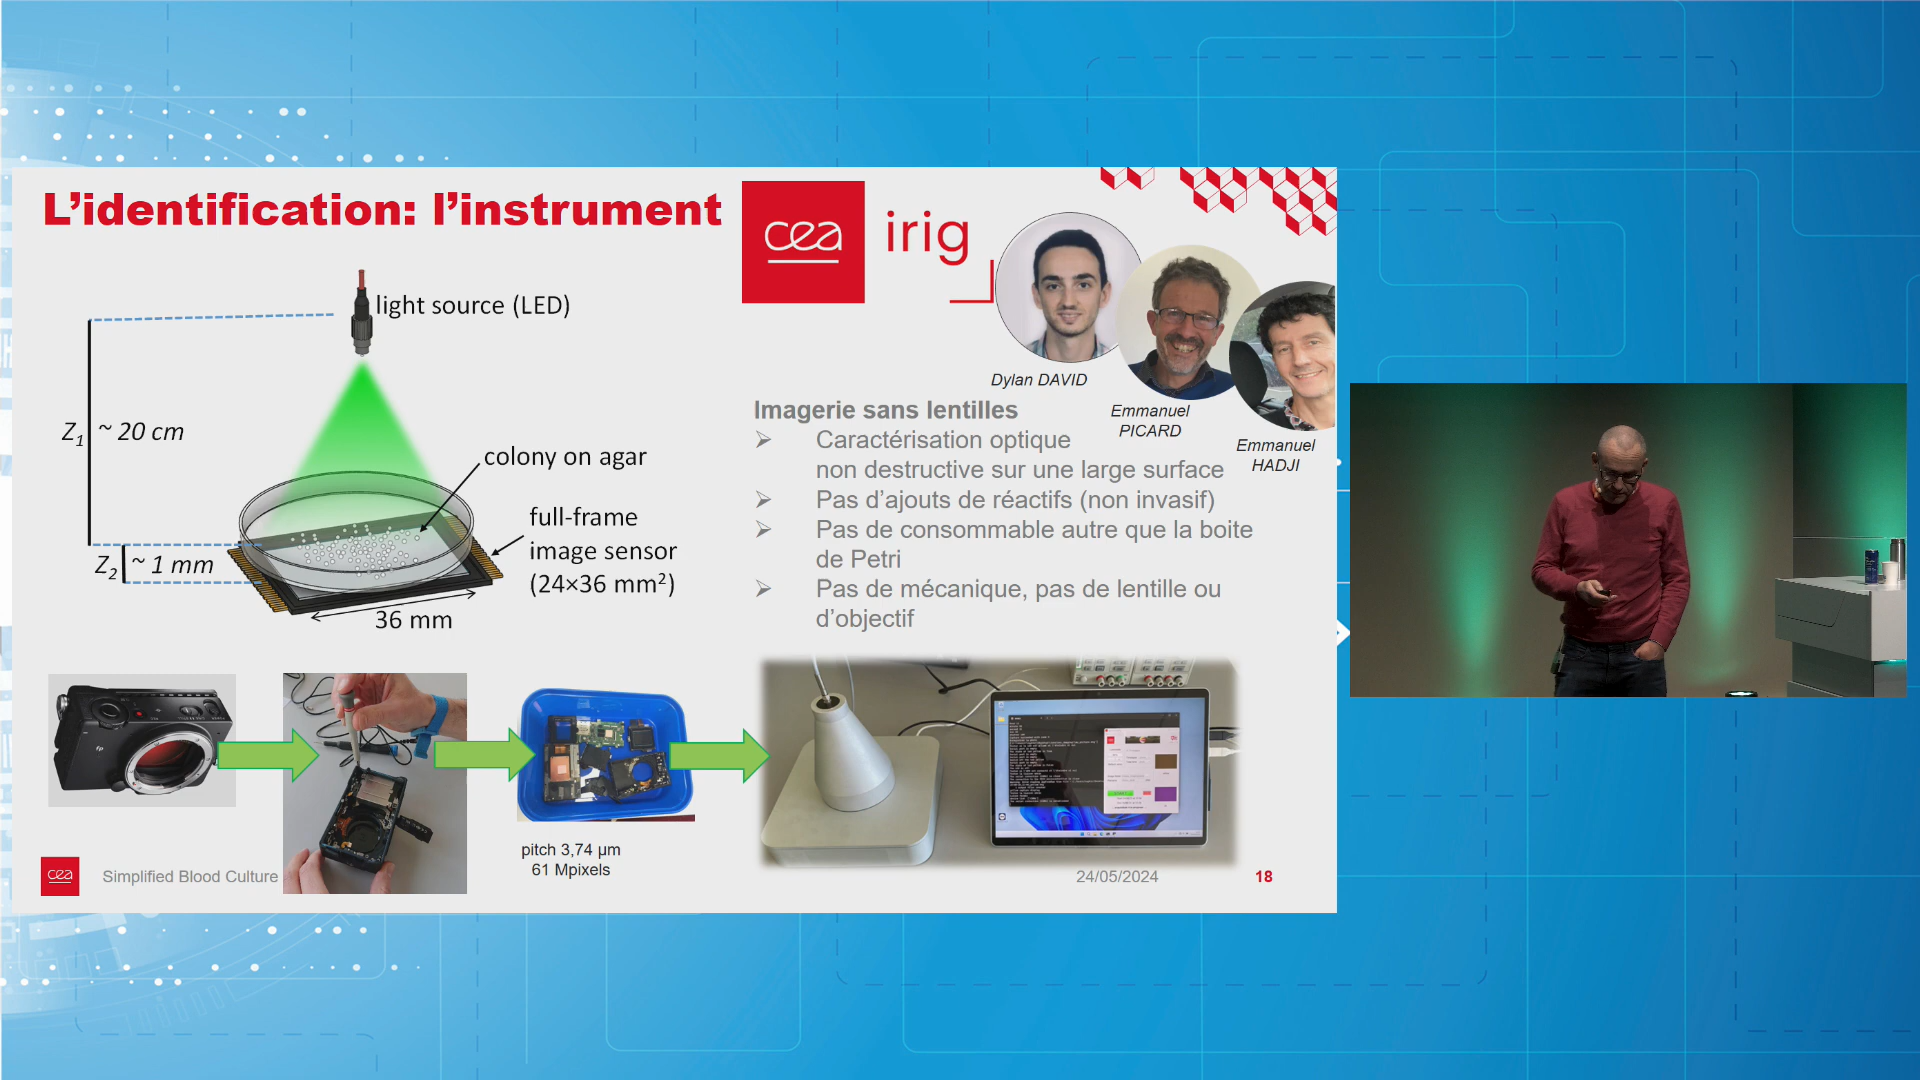 L’identification: l’instrument
cea
irig
light source (LED)
Z1 ~ 20 cm
colony on agar
full-frame
image sensor
(24×36 mm²)
Z2 ~ 1 mm
36 mm
Dylan DAVID
Emmanuel
PICARD
Emmanuel
HADJI
Imagerie sans lentilles
Caractérisation optique
non destructive sur une large surface
Pas d’ajouts de réactifs (non invasif)
Pas de consommable autre que la boite
de Petri
Pas de mécanique, pas de lentille ou
d’objectif
fp
pitch 3,74 µm
61 Mpixels
cea
Simplified Blood Culture
24/05/2024
18